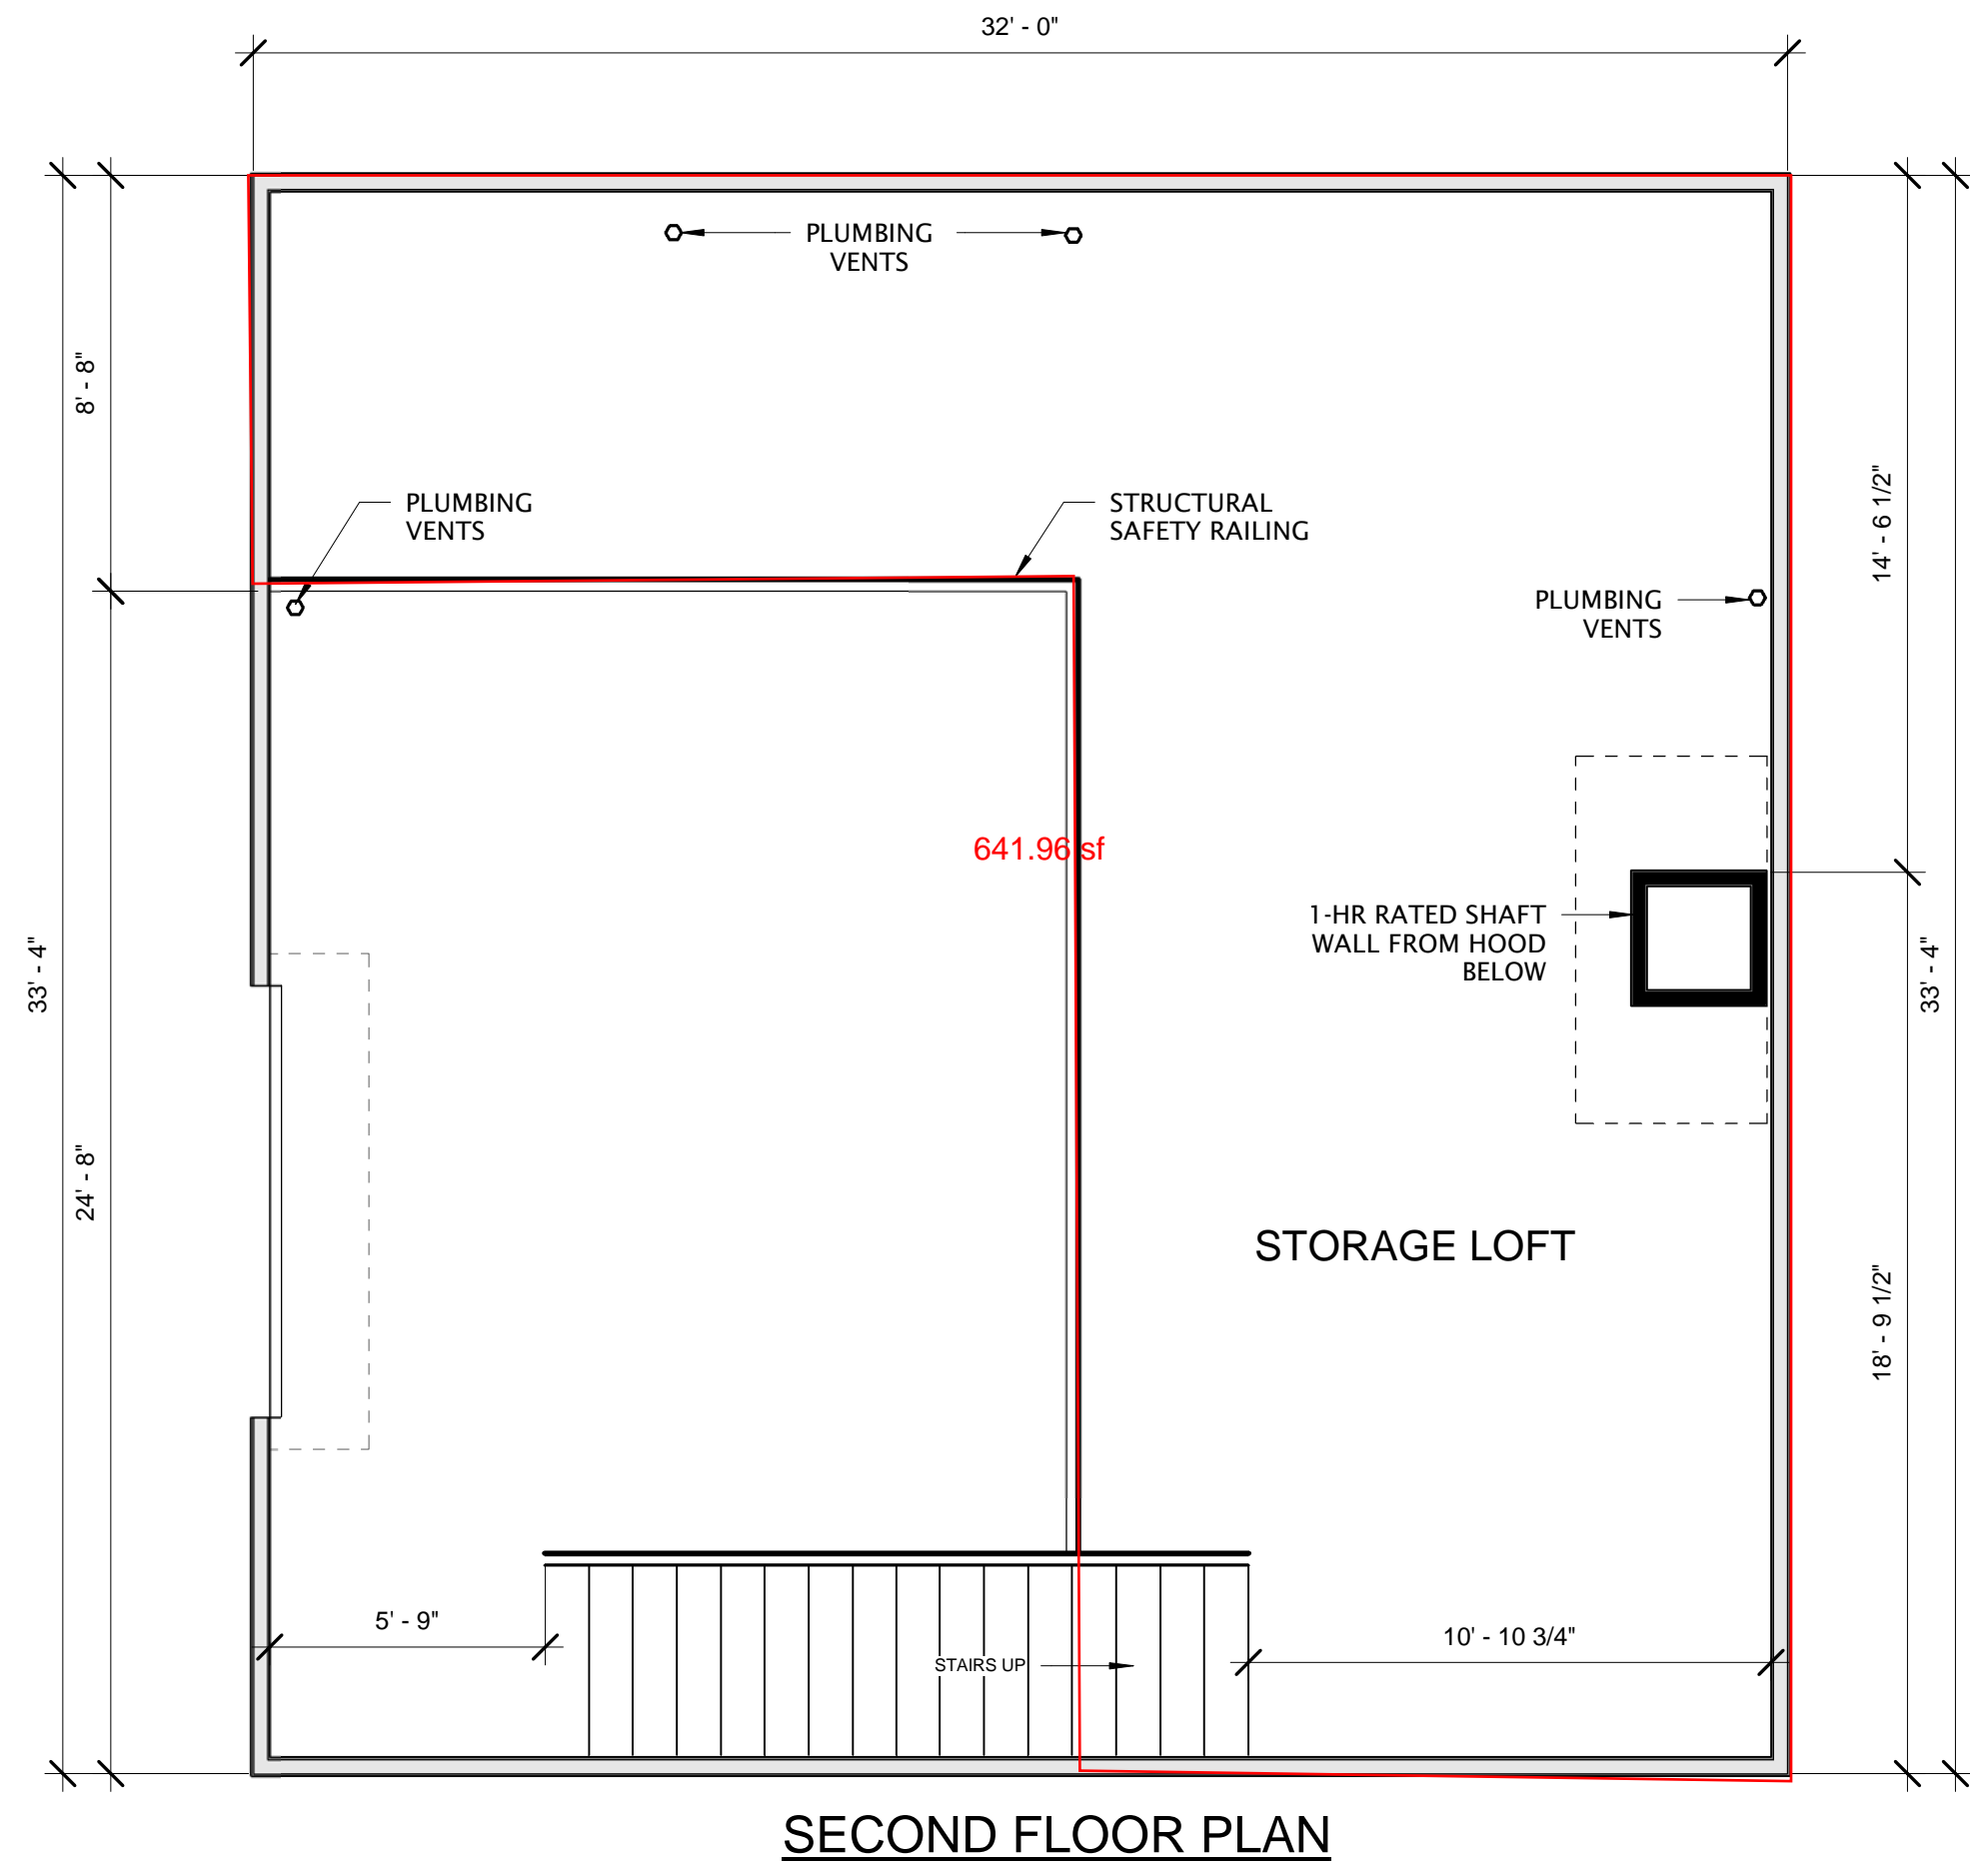 32' - 0"
PLUMBING
VENTS
8' - 8"
PLUMBING
VENTS
STRUCTURAL
SAFETY RAILING
14' - 6 1/2"
PLUMBING
VENTS
641.96 sf
1-HR RATED SHAFT
WALL FROM HOOD
BELOW
33' - 4"
33' - 4"
24' - 8"
STORAGE LOFT
18' - 9 1/2"
5' - 9"
10' - 10 3/4"
STAIRS UP
SECOND FLOOR PLAN